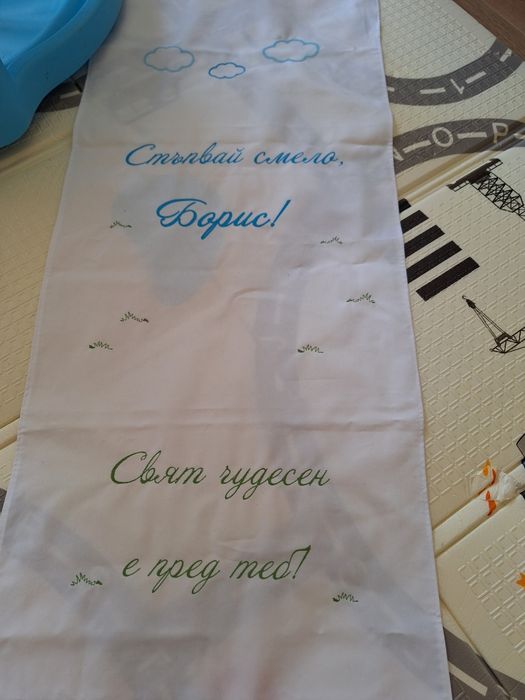 Стъпвай смело,
Борис!
Свят чудесен
е пред теб!